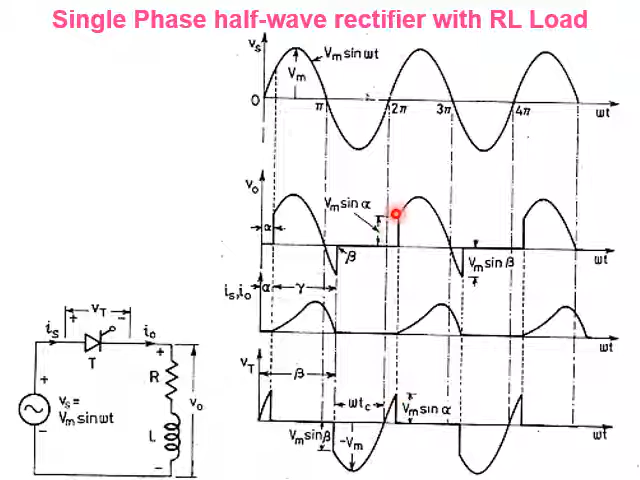 Single Phase half-wave rectifier with RL Load
vs
Vm sin ωt
Vm
0
π
2π
3π
4π
ωt
vo
Vm sin α
α
β
Vm sin β
ωt
is, io
α
γ
ωt
vT
β
ωtc
Vm sin α
Vm sin β
-Vm
ωt
+ vT −
is
io
T
+
+
R
vs =
Vm sin ωt
vo
L
−
−